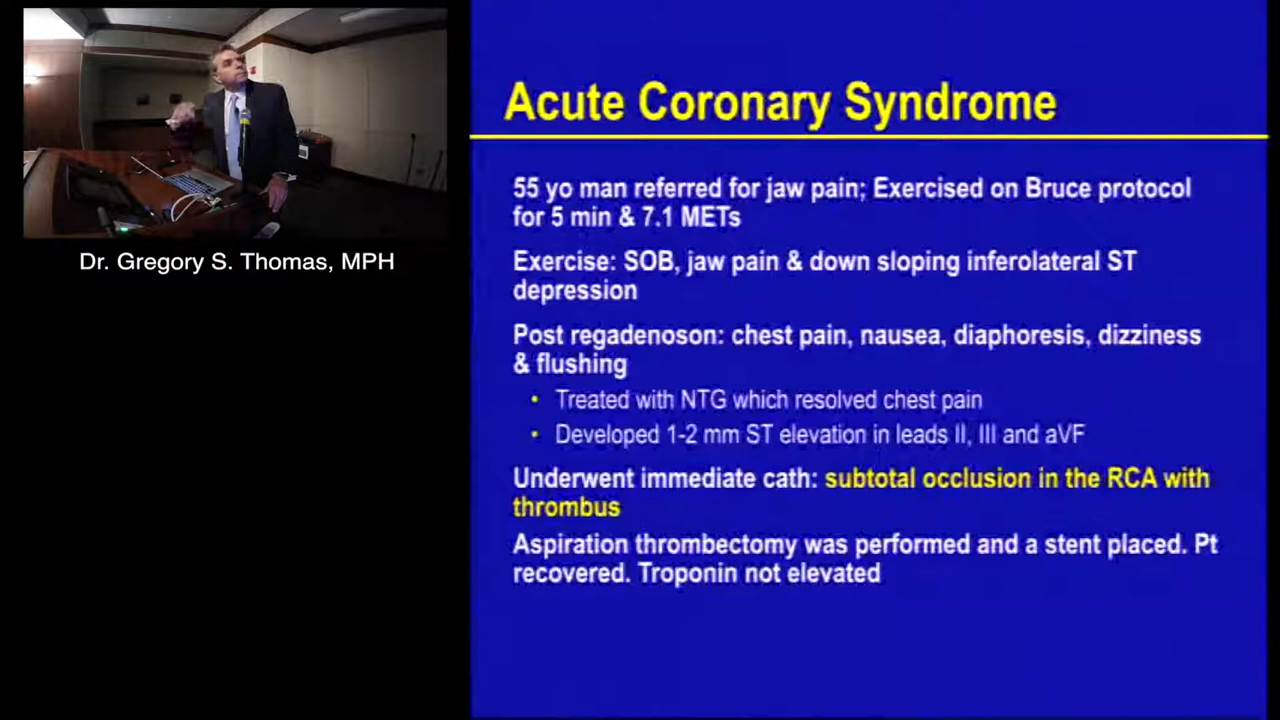 Acute Coronary Syndrome
55 yo man referred for jaw pain; Exercised on Bruce protocol
for 5 min & 7.1 METs
Exercise: SOB, jaw pain & down sloping inferolateral ST
depression
Post regadenoson: chest pain, nausea, diaphoresis, dizziness
& flushing
• Treated with NTG which resolved chest pain
• Developed 1-2 mm ST elevation in leads II, III and aVF
Underwent immediate cath: subtotal occlusion in the RCA with
thrombus
Aspiration thrombectomy was performed and a stent placed. Pt
recovered. Troponin not elevated
Dr. Gregory S. Thomas, MPH